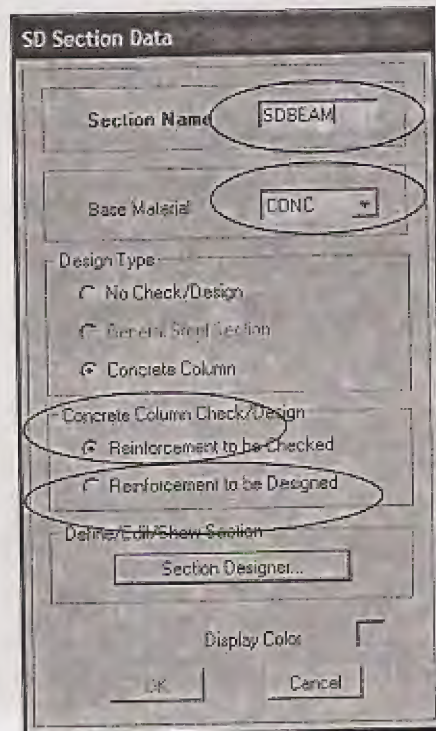 SD Section Data
Section Name SDBEAM
Base Material CONC
Design Type
No Check/Design
General Steel Section
Concrete Column
Concrete Column Check/Design
Reinforcement to be Checked
Reinforcement to be Designed
Define/Edit/Show Section
Section Designer...
Display Color
OK Cancel